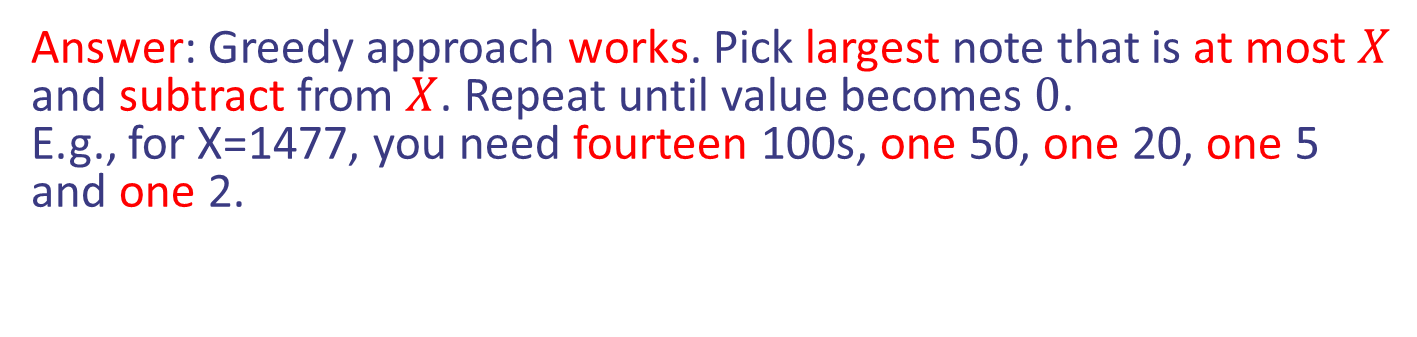 Answer: Greedy approach works. Pick largest note that is at most X
and subtract from X. Repeat until value becomes 0.
E.g., for X=1477, you need fourteen 100s, one 50, one 20, one 5
and one 2.